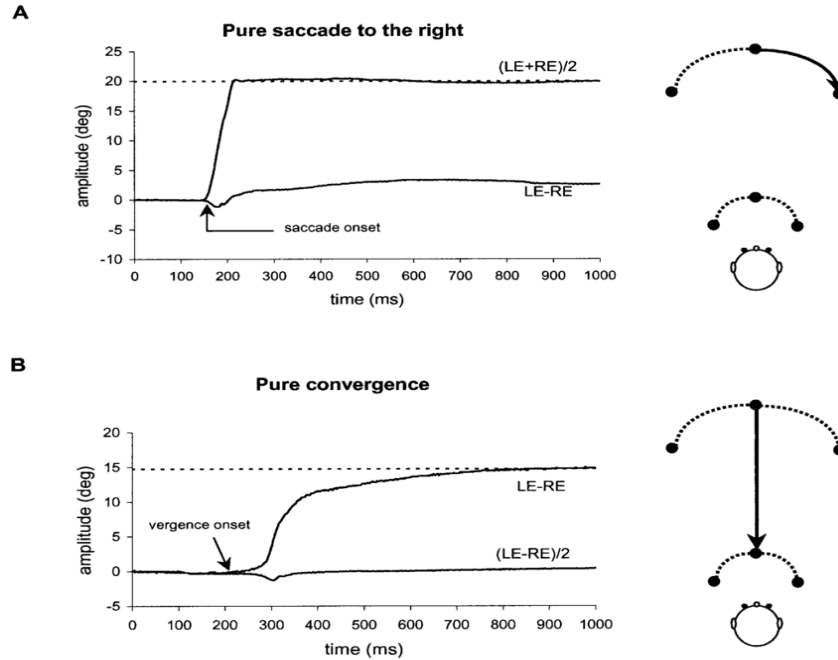 A
Pure saccade to the right
25
20
15
10
5
0
-5
-10
amplitude (deg)
(LE+RE)/2
LE-RE
saccade onset
0 100 200 300 400 500 600 700 800 900 1000
time (ms)
B
Pure convergence
20
15
10
5
0
-5
amplitude (deg)
LE-RE
vergence onset
(LE-RE)/2
0 100 200 300 400 500 600 700 800 900 1000
time (ms)